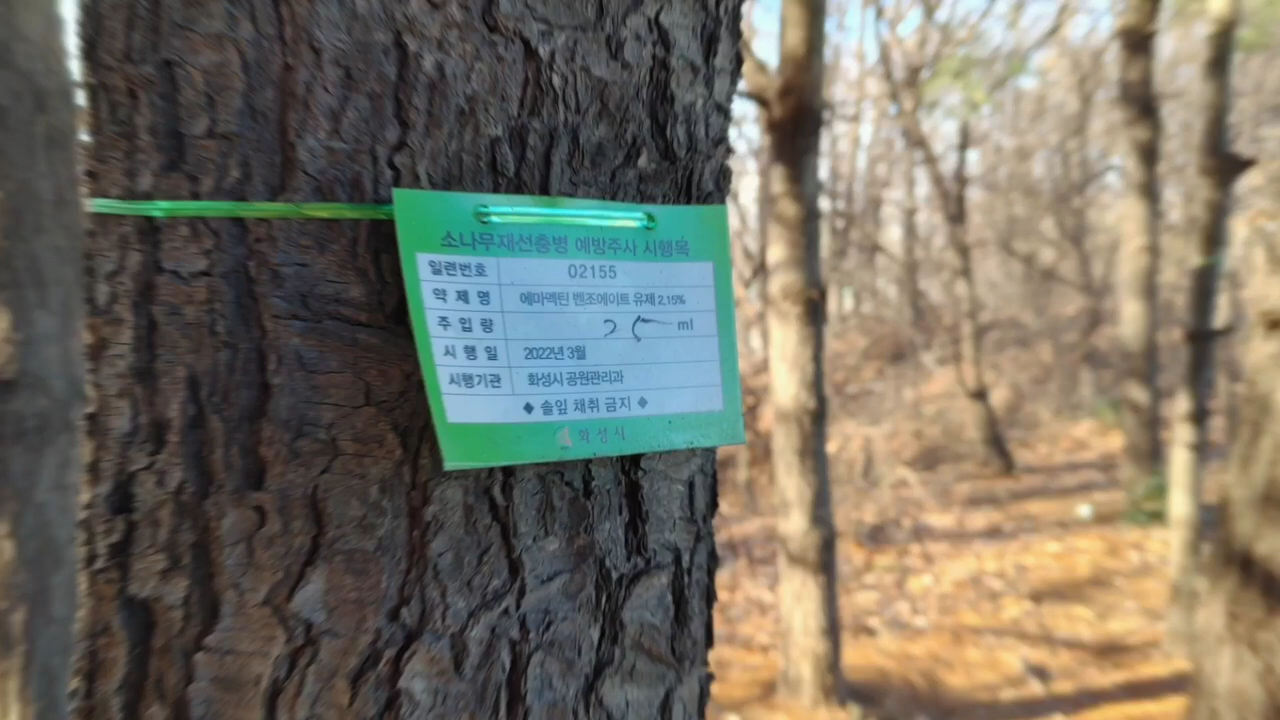 소나무재선충병 예방주사 시행목
일련번호 02155
약 제 명 에마멕틴 벤조에이트 유제 2.15%
주 입 량 25 ml
시 행 일 2022년 3월
시행기관 화성시 공원관리과
◆ 솔잎 채취 금지 ◆
화성시